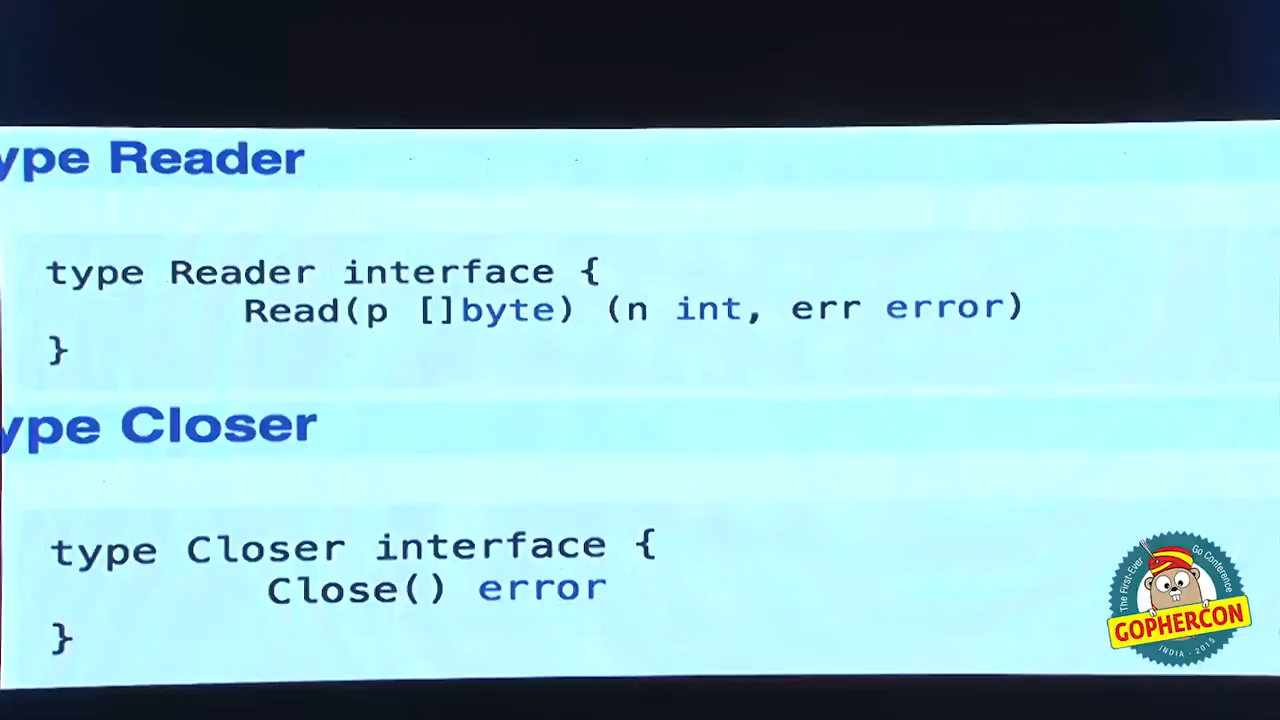 ype Reader
type Reader interface {
Read(p []byte) (n int, err error)
}
ype Closer
type Closer interface {
Close() error
}
The First-Ever Go Conference
GOPHERCON
INDIA - 2015